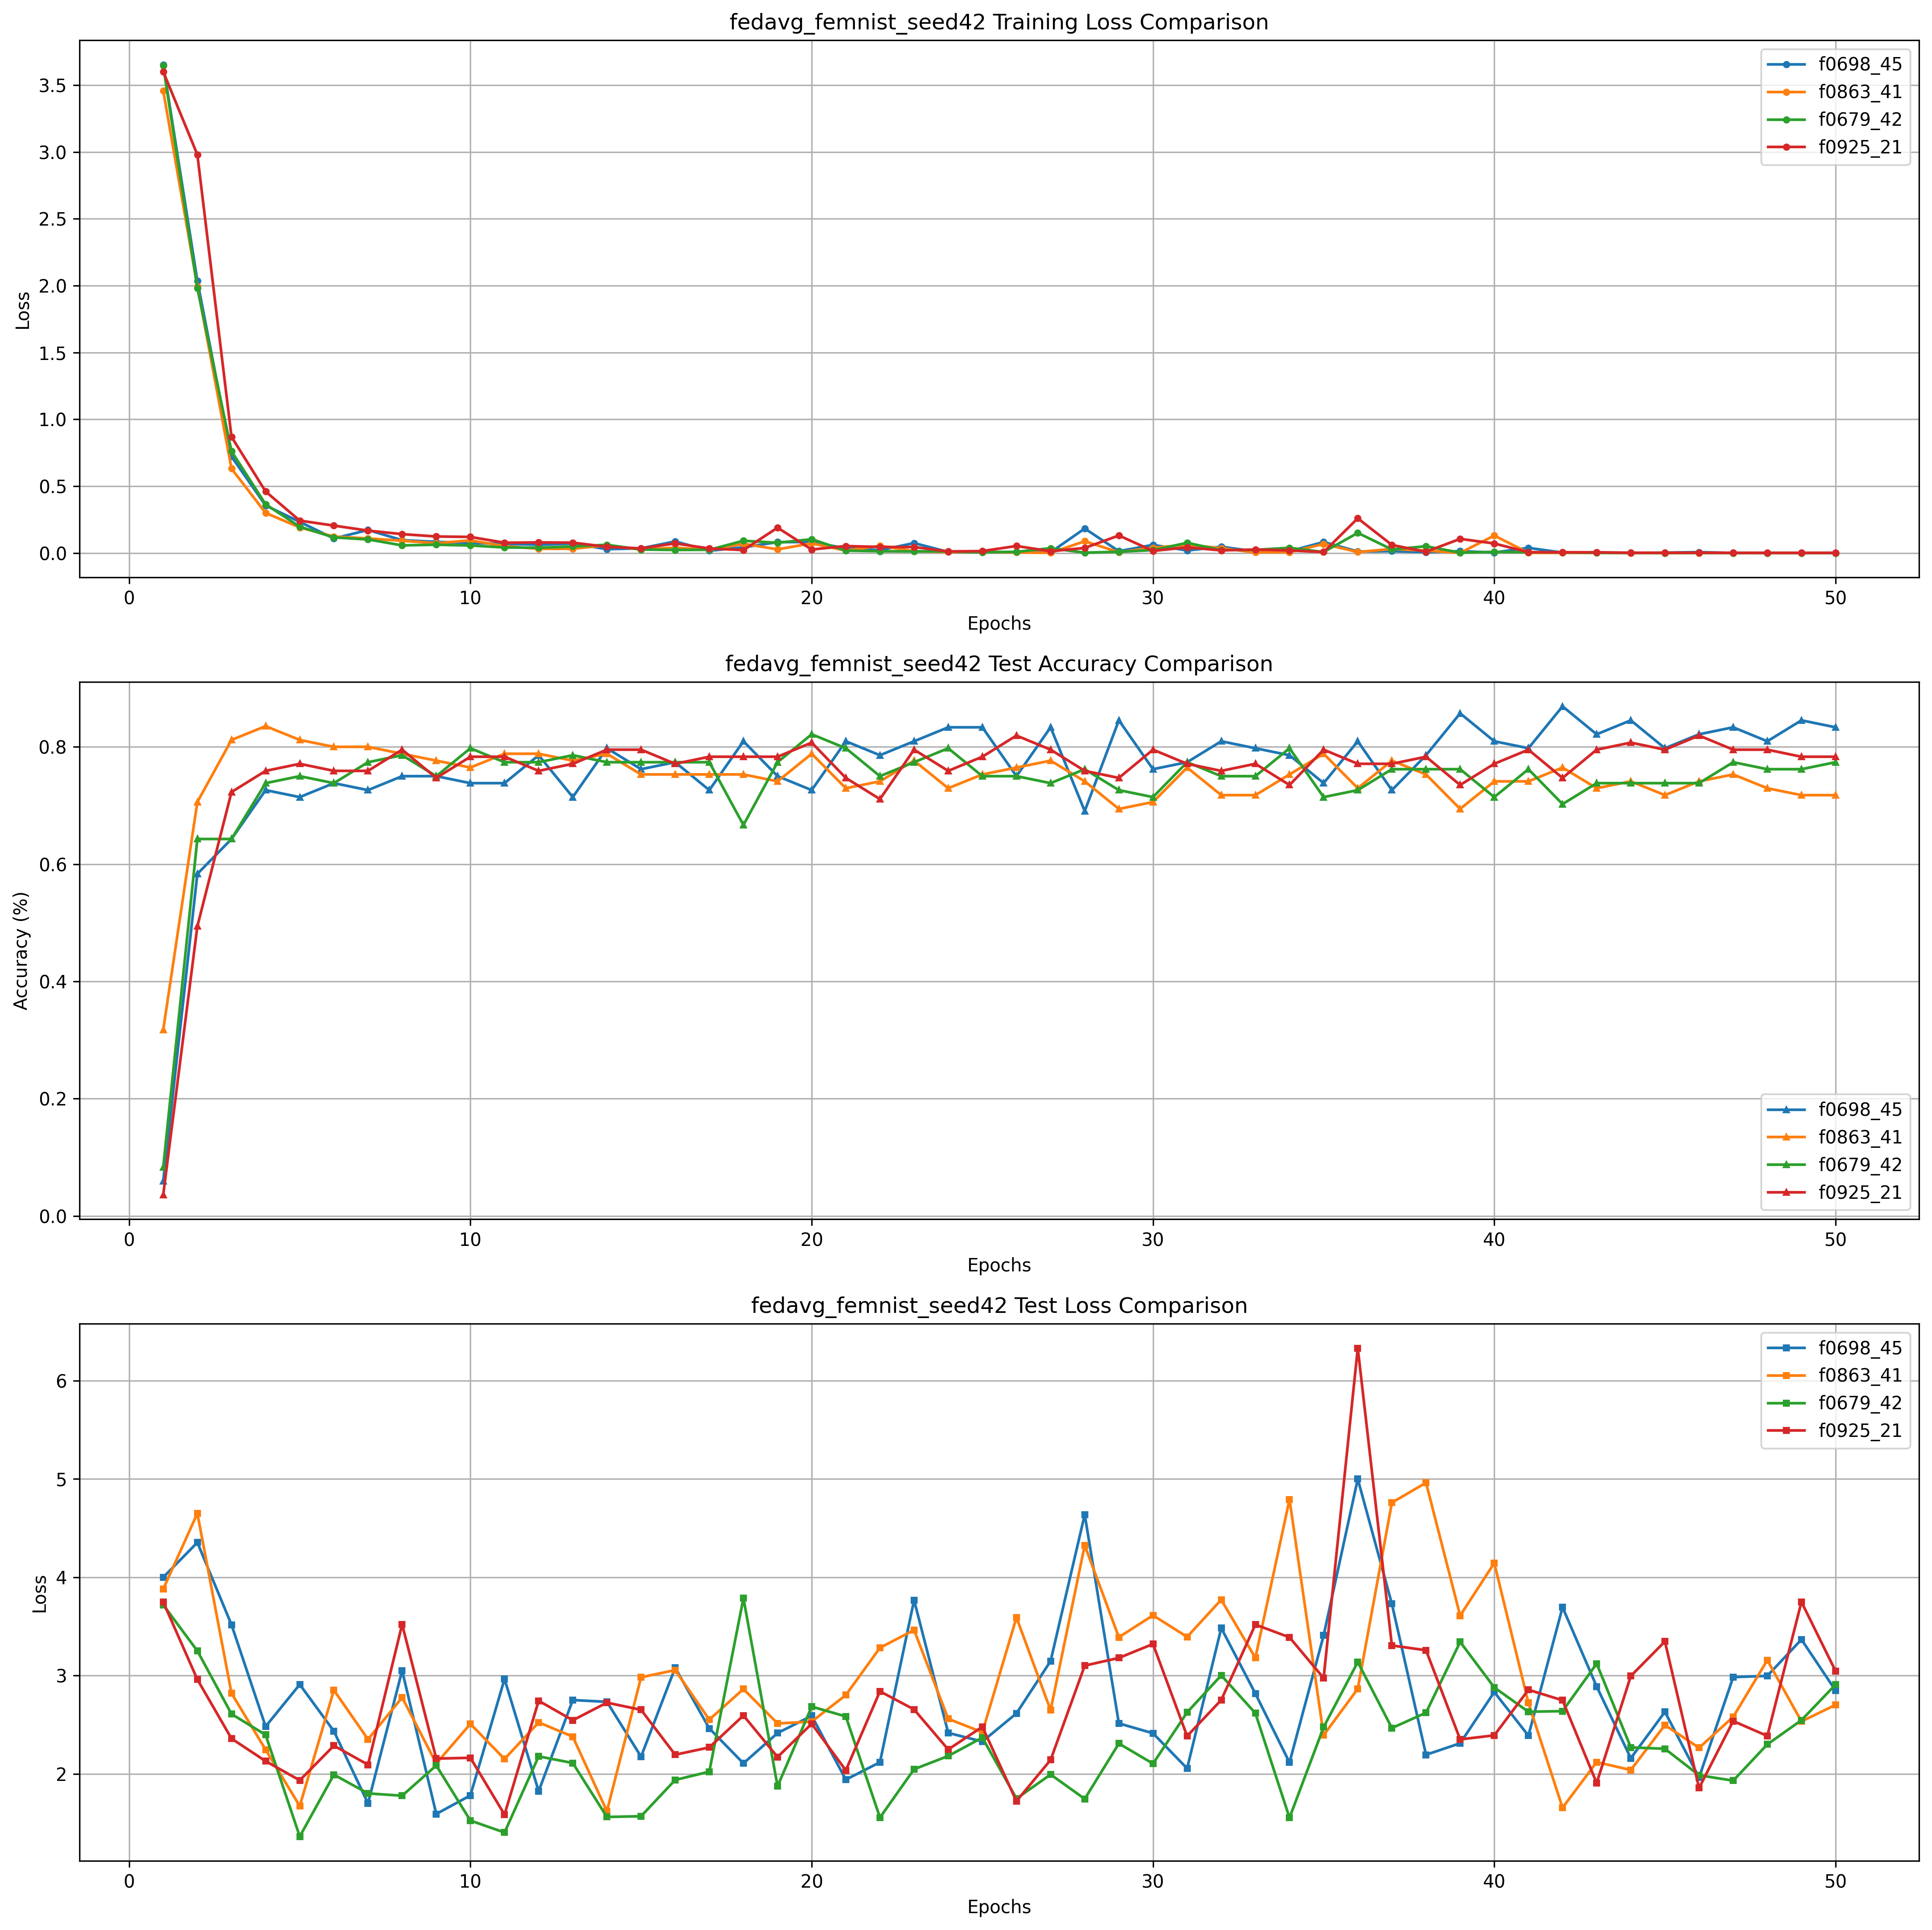 fedavg_femnist_seed42 Training Loss Comparison
Loss
3.5
3.0
2.5
2.0
1.5
1.0
0.5
0.0
f0698_45
f0863_41
f0679_42
f0925_21
0 10 20 30 40 50
Epochs
fedavg_femnist_seed42 Test Accuracy Comparison
Accuracy (%)
0.8
0.6
0.4
0.2
0.0
f0698_45
f0863_41
f0679_42
f0925_21
0 10 20 30 40 50
Epochs
fedavg_femnist_seed42 Test Loss Comparison
Loss
6
5
4
3
2
f0698_45
f0863_41
f0679_42
f0925_21
0 10 20 30 40 50
Epochs